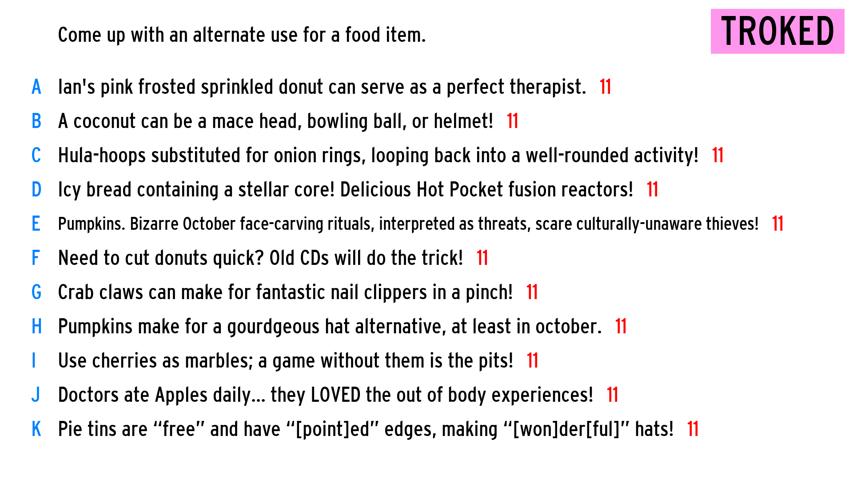 Come up with an alternate use for a food item.
TROKED
A Ian's pink frosted sprinkled donut can serve as a perfect therapist. 11
B A coconut can be a mace head, bowling ball, or helmet! 11
C Hula-hoops substituted for onion rings, looping back into a well-rounded activity! 11
D Icy bread containing a stellar core! Delicious Hot Pocket fusion reactors! 11
E Pumpkins. Bizarre October face-carving rituals, interpreted as threats, scare culturally-unaware thieves! 11
F Need to cut donuts quick? Old CDs will do the trick! 11
G Crab claws can make for fantastic nail clippers in a pinch! 11
H Pumpkins make for a gourdgeous hat alternative, at least in october. 11
I Use cherries as marbles; a game without them is the pits! 11
J Doctors ate Apples daily... they LOVED the out of body experiences! 11
K Pie tins are “free” and have “[point]ed” edges, making “[won]der[ful]” hats! 11